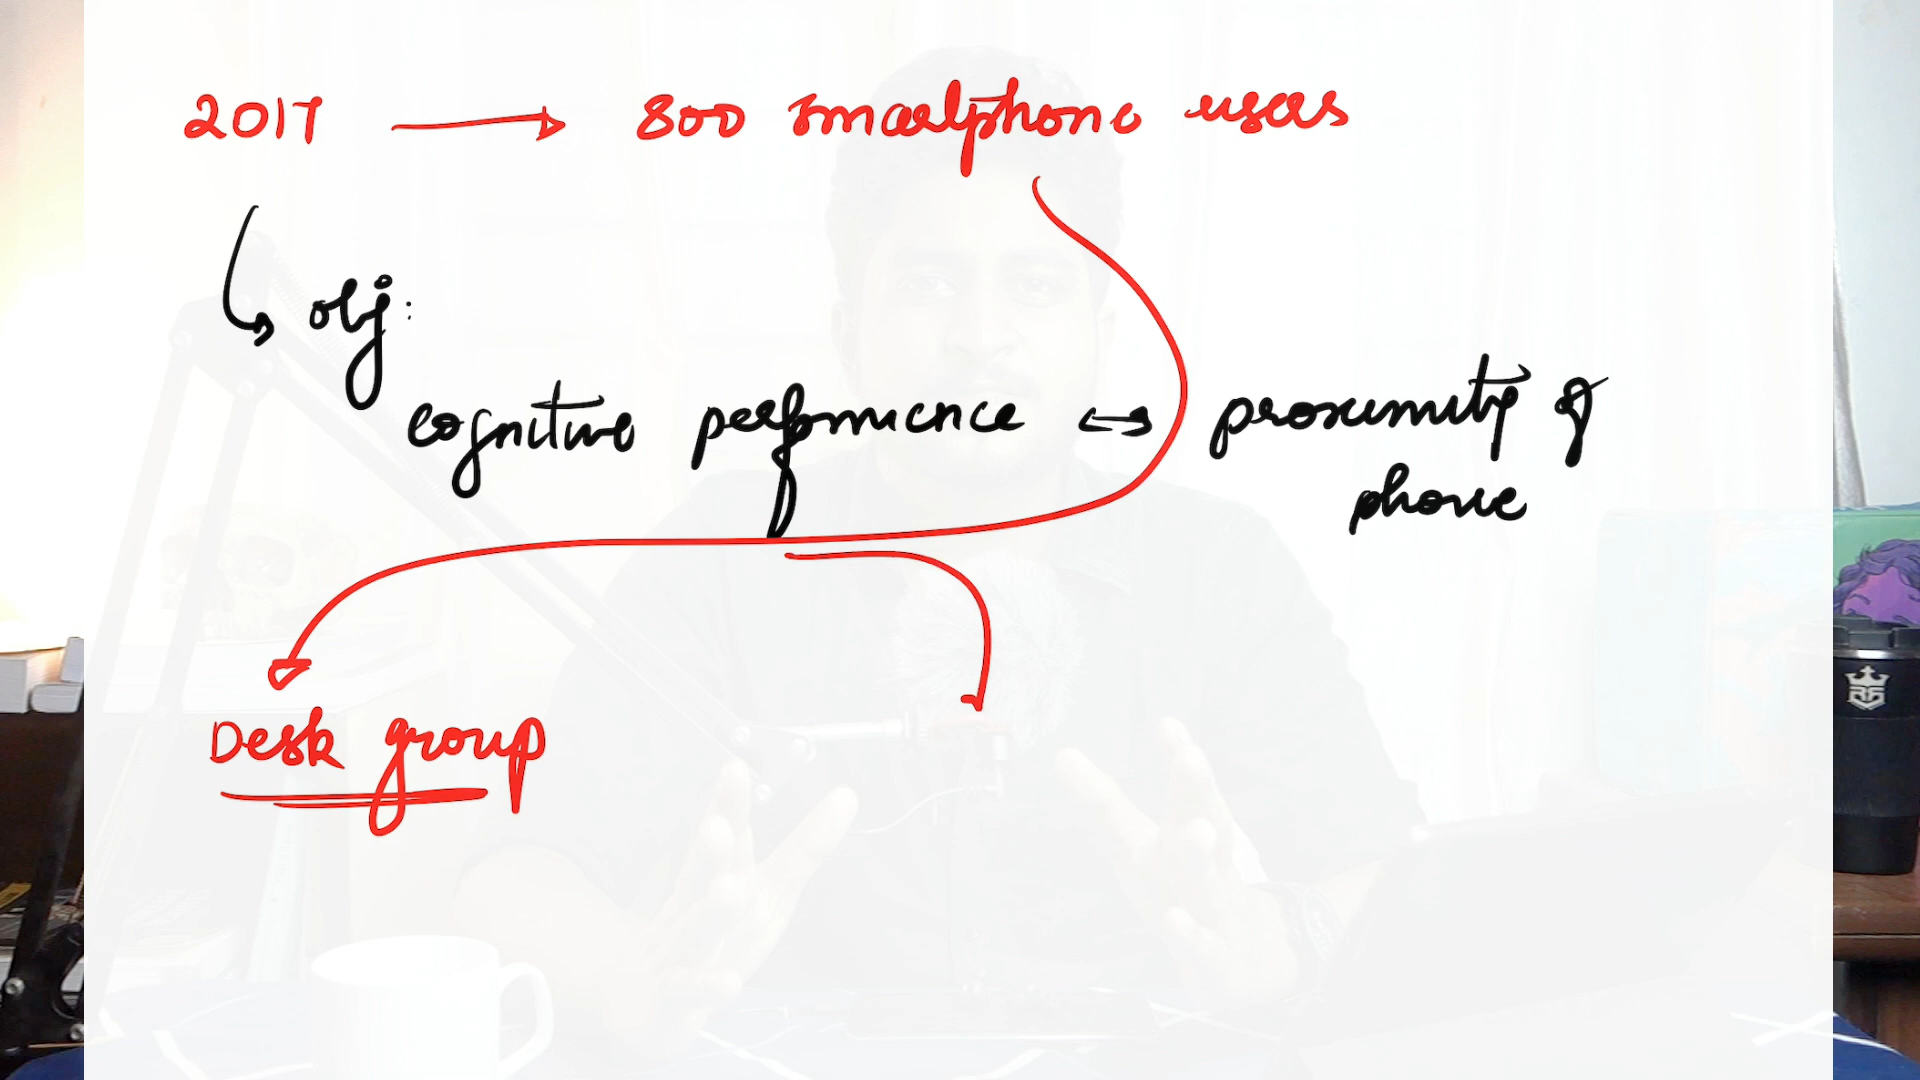 2017 → 800 smartphone users
obj:
cognitive performance ↔ proximity of
phone
Desk group